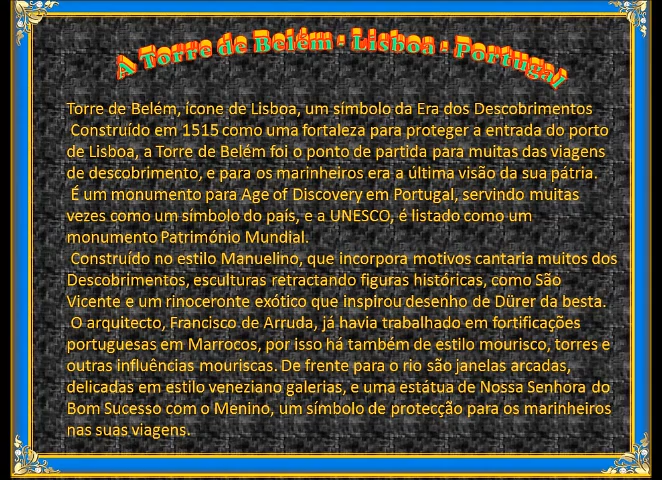 A Torre de Belém - Lisboa - Portugal
Torre de Belém, ícone de Lisboa, um símbolo da Era dos Descobrimentos
Construído em 1515 como uma fortaleza para proteger a entrada do porto
de Lisboa, a Torre de Belém foi o ponto de partida para muitas das viagens
de descobrimento, e para os marinheiros era a última visão da sua pátria.
É um monumento para Age of Discovery em Portugal, servindo muitas
vezes como um símbolo do país, e a UNESCO, é listado como um
monumento Património Mundial.
Construído no estilo Manuelino, que incorpora motivos cantaria muitos dos
Descobrimentos, esculturas retractando figuras históricas, como São
Vicente e um rinoceronte exótico que inspirou desenho de Dürer da besta.
O arquitecto, Francisco de Arruda, já havia trabalhado em fortificações
portuguesas em Marrocos, por isso há também de estilo mourisco, torres e
outras influências mouriscas. De frente para o rio são janelas arcadas,
delicadas em estilo veneziano galerias, e uma estátua de Nossa Senhora do
Bom Sucesso com o Menino, um símbolo de protecção para os marinheiros
nas suas viagens.